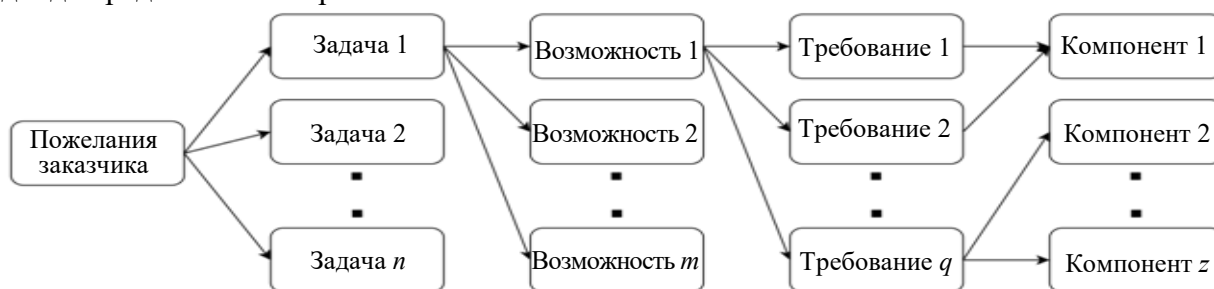 Задача 1
Возможность 1
Требование 1
Компонент 1
Пожелания
заказчика
Задача 2
Возможность 2
Требование 2
Компонент 2
Задача n
Возможность m
Требование q
Компонент z